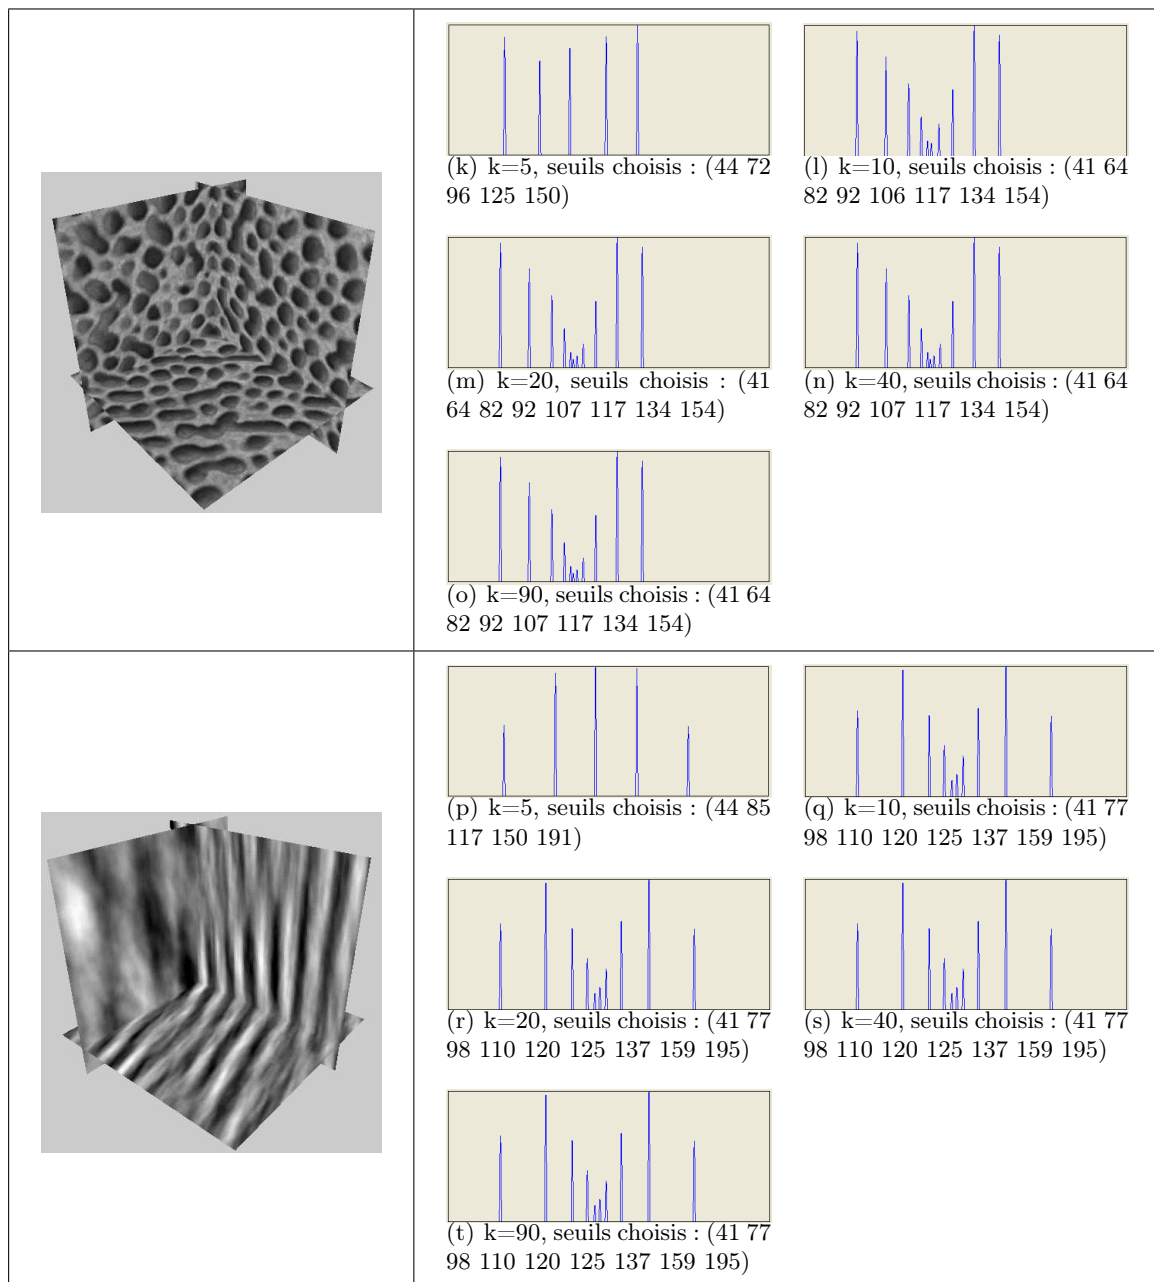 (k) k=5, seuils choisis : (44 72
96 125 150)
(l) k=10, seuils choisis : (41 64
82 92 106 117 134 154)
(m) k=20, seuils choisis : (41
64 82 92 107 117 134 154)
(n) k=40, seuils choisis : (41 64
82 92 107 117 134 154)
(o) k=90, seuils choisis : (41 64
82 92 107 117 134 154)
(p) k=5, seuils choisis : (44 85
117 150 191)
(q) k=10, seuils choisis : (41 77
98 110 120 125 137 159 195)
(r) k=20, seuils choisis : (41 77
98 110 120 125 137 159 195)
(s) k=40, seuils choisis : (41 77
98 110 120 125 137 159 195)
(t) k=90, seuils choisis : (41 77
98 110 120 125 137 159 195)